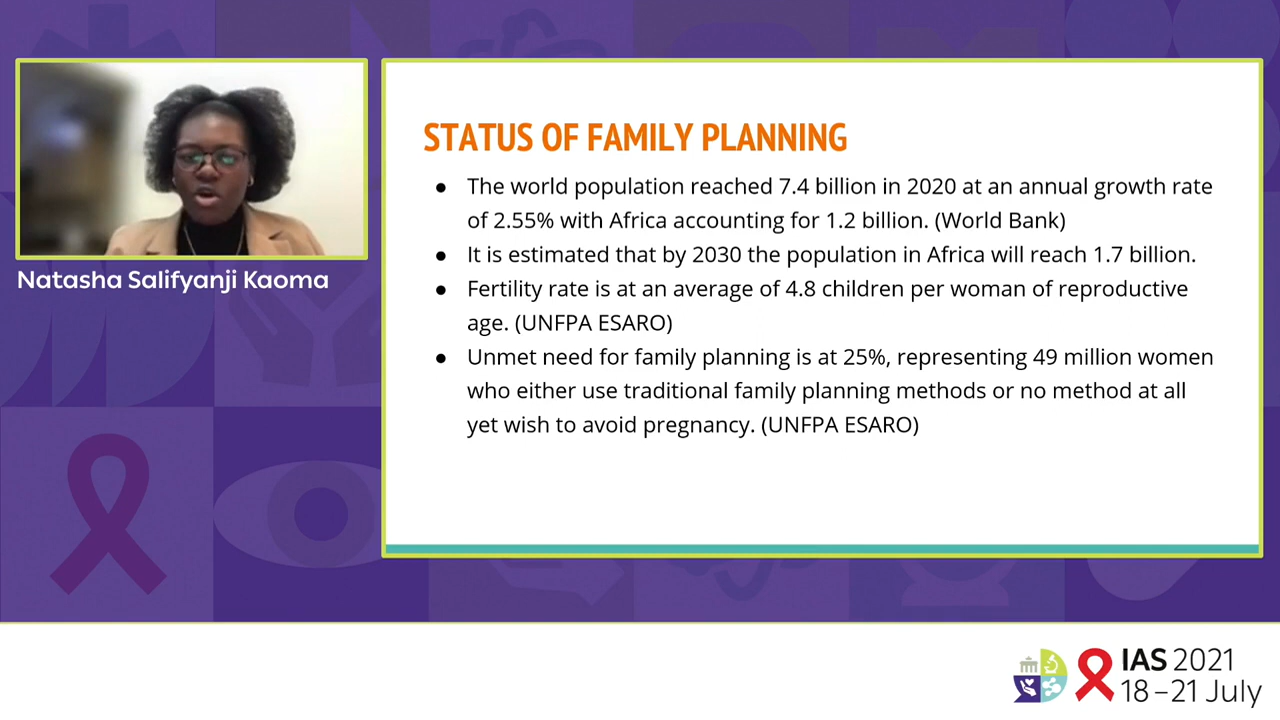 Natasha Salifyanji Kaoma
STATUS OF FAMILY PLANNING
● The world population reached 7.4 billion in 2020 at an annual growth rate
of 2.55% with Africa accounting for 1.2 billion. (World Bank)
● It is estimated that by 2030 the population in Africa will reach 1.7 billion.
● Fertility rate is at an average of 4.8 children per woman of reproductive
age. (UNFPA ESARO)
● Unmet need for family planning is at 25%, representing 49 million women
who either use traditional family planning methods or no method at all
yet wish to avoid pregnancy. (UNFPA ESARO)
IAS 2021
18–21 July